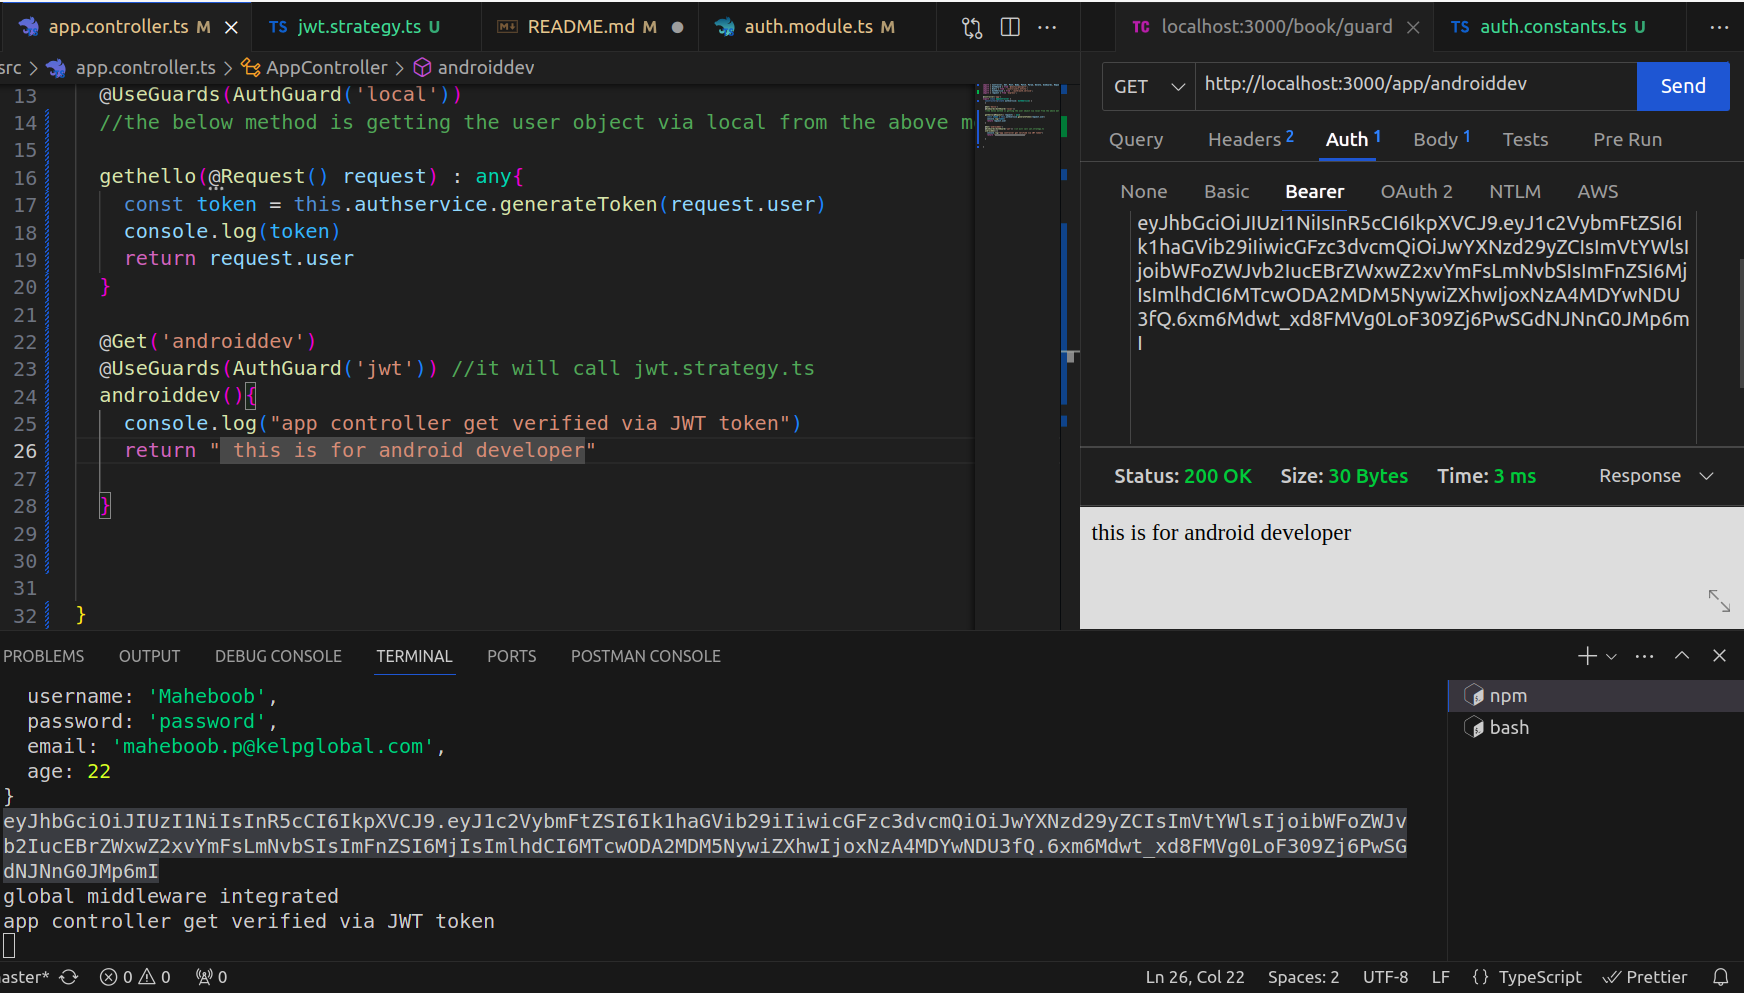 app.controller.ts M
TS jwt.strategy.ts U
README.md M
auth.module.ts M
TC localhost:3000/book/guard
TS auth.constants.ts U
src > app.controller.ts > AppController > androiddev
13 @UseGuards(AuthGuard('local'))
14 //the below method is getting the user object via local from the above m
15
16 gethello(@Request() request) : any{
17 const token = this.authservice.generateToken(request.user)
18 console.log(token)
19 return request.user
20 }
21
22 @Get('androiddev')
23 @UseGuards(AuthGuard('jwt')) //it will call jwt.strategy.ts
24 androiddev(){
25 console.log("app controller get verified via JWT token")
26 return " this is for android developer"
27
28 }
29
30
31
32 }
GET http://localhost:3000/app/androiddev Send
Query Headers 2 Auth 1 Body 1 Tests Pre Run
None Basic Bearer OAuth 2 NTLM AWS
eyJhbGciOiJIUzI1NiIsInR5cCI6IkpXVCJ9.eyJ1c2VybmFtZSI6I
k1haGVib29iIiwicGFzc3dvcmQiOiJwYXNzd29yZCIsImVtYWlsI
joibWFoZWJvb2IucEBrZWxwZ2xvYmFsLmNvbSIsImFnZSI6Mj
IsImlhdCI6MTcwODA2MDM5NywiZXhwIjoxNzA4MDYwNDU
3fQ.6xm6Mdwt_xd8FMVg0LoF309Zj6PwSGdNJNnG0JMp6m
I
Status: 200 OK Size: 30 Bytes Time: 3 ms Response
this is for android developer
PROBLEMS OUTPUT DEBUG CONSOLE TERMINAL PORTS POSTMAN CONSOLE
username: 'Maheboob',
password: 'password',
email: 'maheboob.p@kelpglobal.com',
age: 22
}
eyJhbGciOiJIUzI1NiIsInR5cCI6IkpXVCJ9.eyJ1c2VybmFtZSI6Ik1haGVib29iIiwicGFzc3dvcmQiOiJwYXNzd29yZCIsImVtYWlsIjoibWFoZWJv
b2IucEBrZWxwZ2xvYmFsLmNvbSIsImFnZSI6MjIsImlhdCI6MTcwODA2MDM5NywiZXhwIjoxNzA4MDYwNDU3fQ.6xm6Mdwt_xd8FMVg0LoF309Zj6PwSG
dNJNnG0JMp6mI
global middleware integrated
app controller get verified via JWT token
npm
bash
aster* 0 0 0 Ln 26, Col 22 Spaces: 2 UTF-8 LF {} TypeScript Prettier